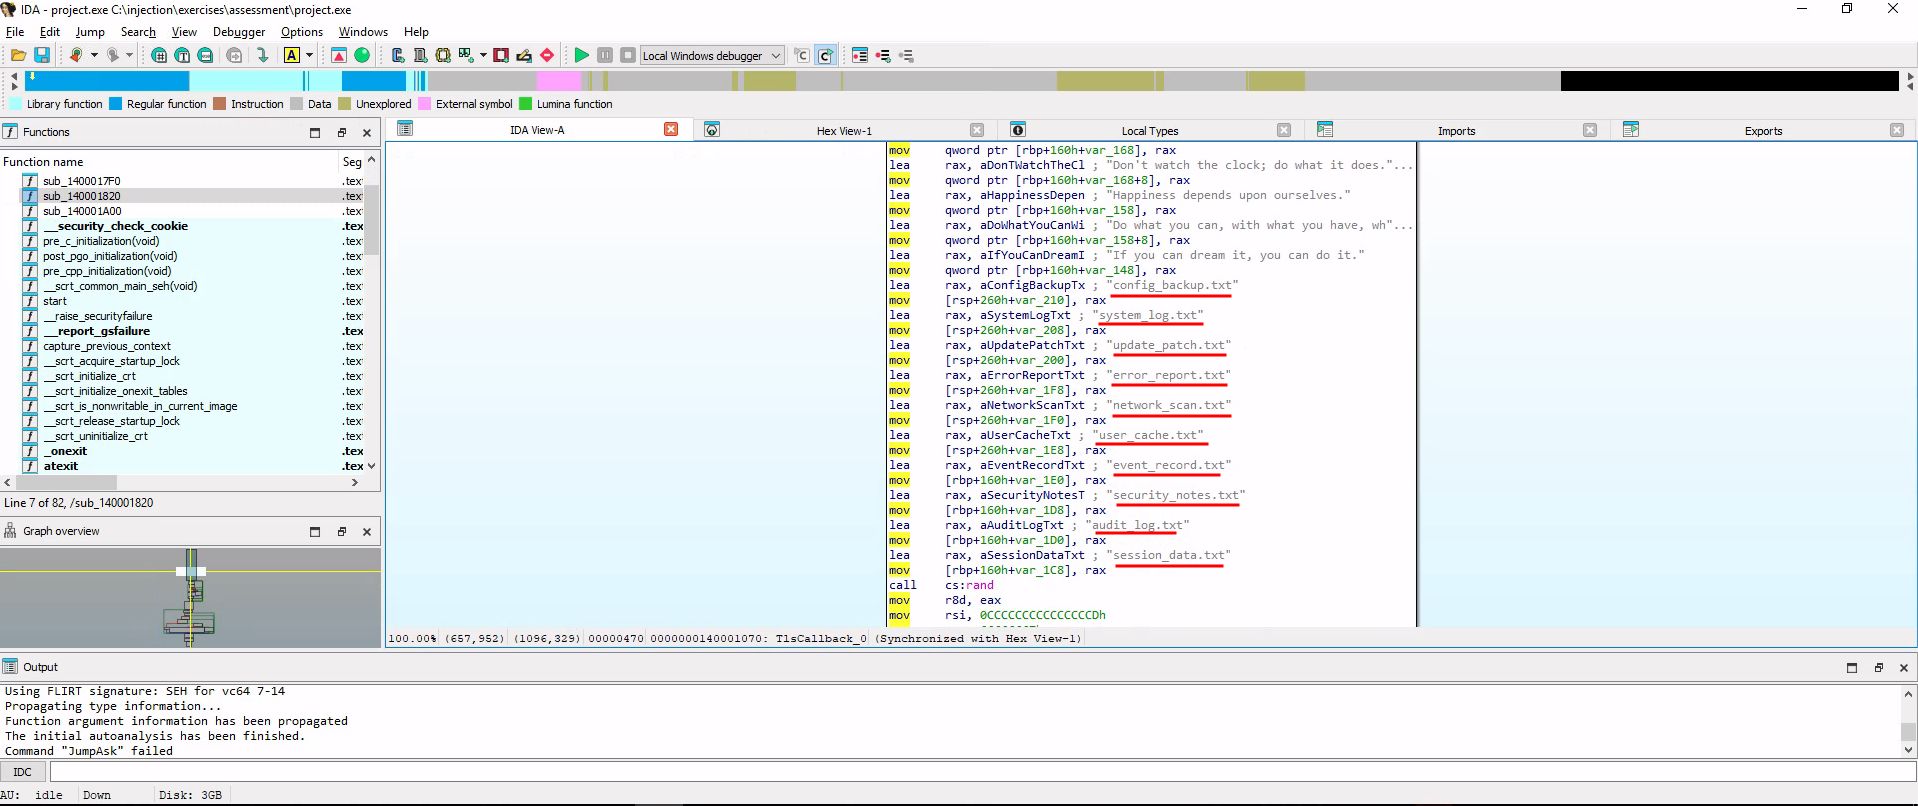 IDA - project.exe C:\injection\exercises\assessment\project.exe
File Edit Jump Search View Debugger Options Windows Help
Local Windows debugger
Library function Regular function Instruction Data Unexplored External symbol Lumina function
Functions
IDA View-A Hex View-1 Local Types Imports Exports
Function name Seg
sub_1400017F0 .tex
sub_140001820 .tex
sub_140001A00 .tex
__security_check_cookie .tex
pre_c_initialization(void) .tex
post_pgo_initialization(void) .tex
pre_cpp_initialization(void) .tex
__scrt_common_main_seh(void) .tex
start .tex
__raise_securityfailure .tex
__report_gsfailure .tex
capture_previous_context .tex
__scrt_acquire_startup_lock .tex
__scrt_initialize_crt .tex
__scrt_initialize_onexit_tables .tex
__scrt_is_nonwritable_in_current_image .tex
__scrt_release_startup_lock .tex
__scrt_uninitialize_crt .tex
_onexit .tex
atexit .tex
Line 7 of 82, /sub_140001820
Graph overview
mov qword ptr [rbp+160h+var_168], rax
lea rax, aDonTWatchTheCl ; "Don't watch the clock; do what it does."...
mov qword ptr [rbp+160h+var_168+8], rax
lea rax, aHappinessDepen ; "Happiness depends upon ourselves."
mov qword ptr [rbp+160h+var_158], rax
lea rax, aDoWhatYouCanWi ; "Do what you can, with what you have, wh"...
mov qword ptr [rbp+160h+var_158+8], rax
lea rax, aIfYouCanDreamI ; "If you can dream it, you can do it."
mov qword ptr [rbp+160h+var_148], rax
lea rax, aConfigBackupTx ; "config_backup.txt"
mov [rsp+260h+var_210], rax
lea rax, aSystemLogTxt ; "system_log.txt"
mov [rsp+260h+var_208], rax
lea rax, aUpdatePatchTxt ; "update_patch.txt"
mov [rsp+260h+var_200], rax
lea rax, aErrorReportTxt ; "error_report.txt"
mov [rsp+260h+var_1F8], rax
lea rax, aNetworkScanTxt ; "network_scan.txt"
mov [rsp+260h+var_1F0], rax
lea rax, aUserCacheTxt ; "user_cache.txt"
mov [rsp+260h+var_1E8], rax
lea rax, aEventRecordTxt ; "event_record.txt"
mov [rbp+160h+var_1E0], rax
lea rax, aSecurityNotesT ; "security_notes.txt"
mov [rbp+160h+var_1D8], rax
lea rax, aAuditLogTxt ; "audit_log.txt"
mov [rbp+160h+var_1D0], rax
lea rax, aSessionDataTxt ; "session_data.txt"
mov [rbp+160h+var_1C8], rax
call cs:rand
mov r8d, eax
mov rsi, 0CCCCCCCCCCCCCCCDh
100.00% (657,952) (1096,329) 00000470 0000000140001070: TlsCallback_0 (Synchronized with Hex View-1)
Output
Using FLIRT signature: SEH for vc64 7-14
Propagating type information...
Function argument information has been propagated
The initial autoanalysis has been finished.
Command "JumpAsk" failed
IDC
AU: idle Down Disk: 3GB